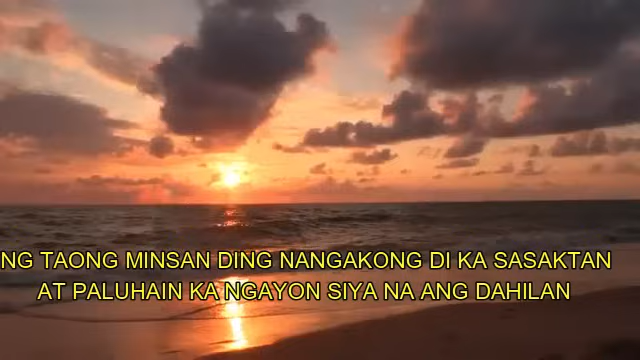 NG TAONG MINSAN DING NANGAKONG DI KA SASAKTAN
AT PALUHAIN KA NGAYON SIYA NA ANG DAHILAN